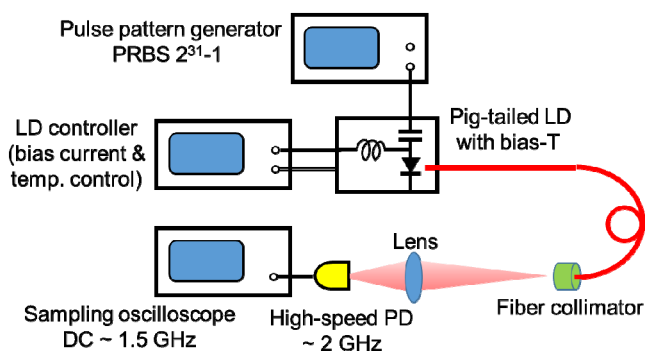 Pulse pattern generator
PRBS 2³¹-1
LD controller
(bias current &
temp. control)
Pig-tailed LD
with bias-T
Lens
Fiber collimator
Sampling oscilloscope
DC ~ 1.5 GHz
High-speed PD
~ 2 GHz